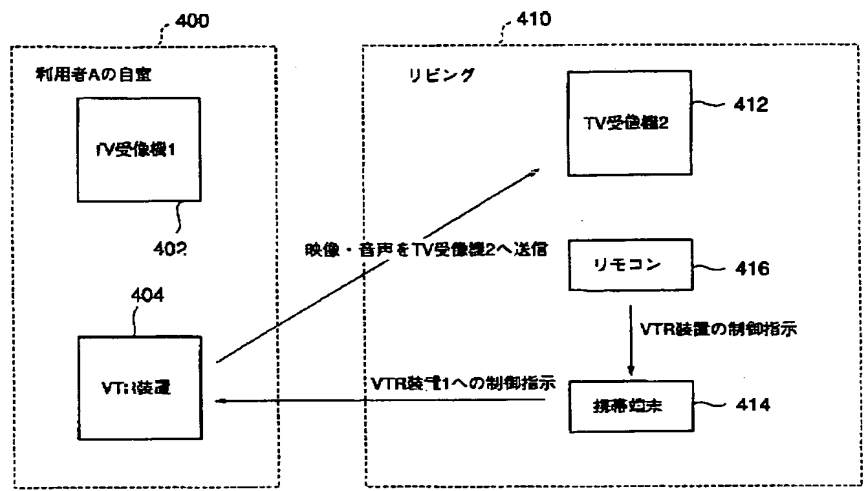 400
410
利用者Aの自室
リビング
TV受像機1
402
TV受像機2
412
映像・音声をTV受像機2へ送信
リモコン
416
404
VTR装置
VTR装置の制御指示
VTR装置1への制御指示
携帯端末
414